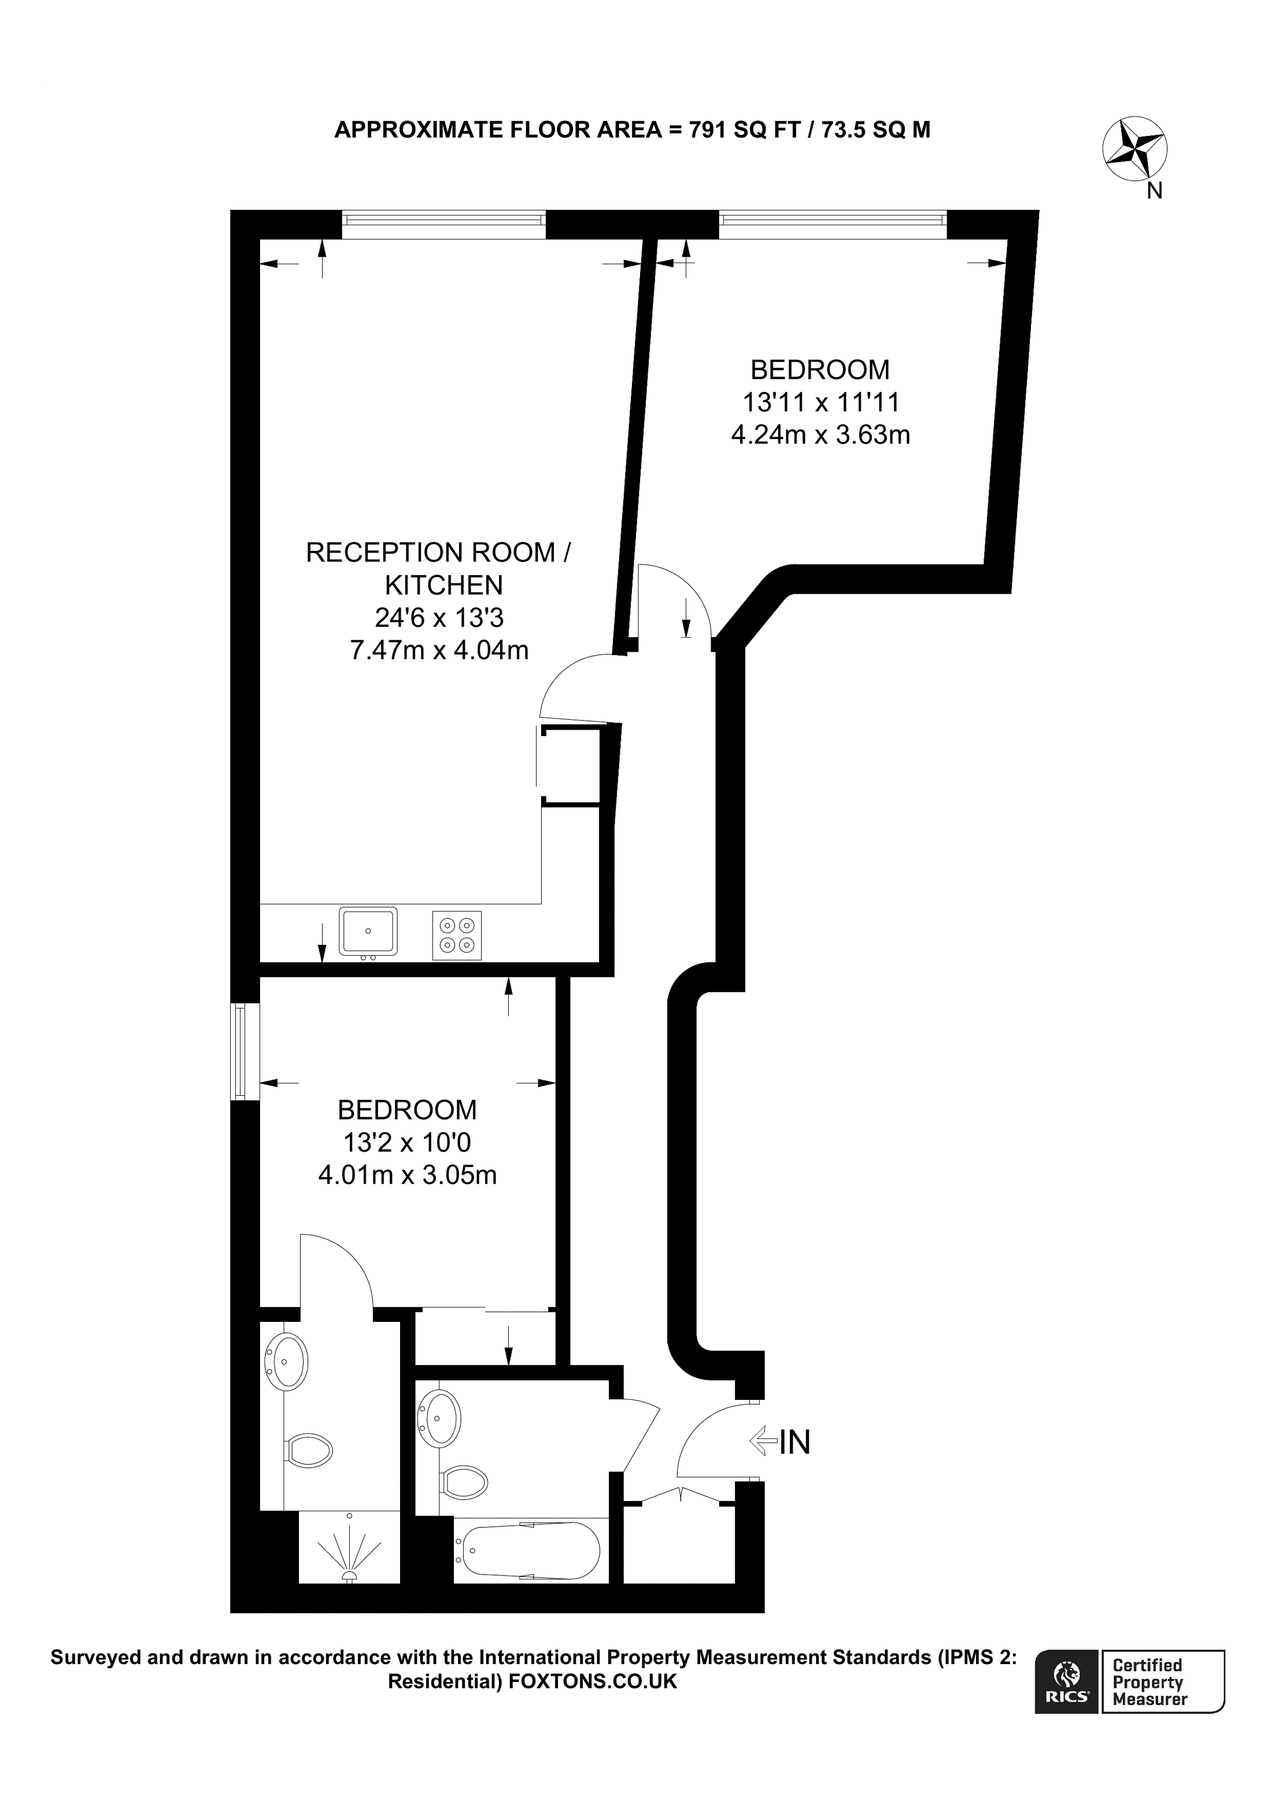 APPROXIMATE FLOOR AREA = 791 SQ FT / 73.5 SQ M
N
BEDROOM
13'11 x 11'11
4.24m x 3.63m
RECEPTION ROOM /
KITCHEN
24'6 x 13'3
7.47m x 4.04m
BEDROOM
13'2 x 10'0
4.01m x 3.05m
IN
Surveyed and drawn in accordance with the International Property Measurement Standards (IPMS 2:
Residential) FOXTONS.CO.UK
RICS
Certified
Property
Measurer